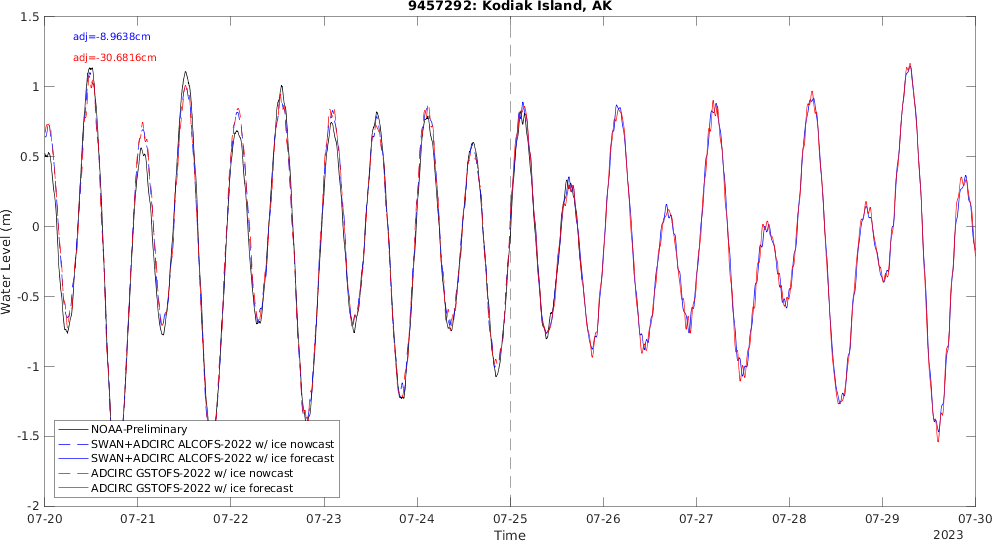 9457292: Kodiak Island, AK
adj=-8.9638cm
adj=-30.6816cm
Water Level (m)
1.5
1
0.5
0
-0.5
-1
-1.5
-2
NOAA-Preliminary
SWAN+ADCIRC ALCOFS-2022 w/ ice nowcast
SWAN+ADCIRC ALCOFS-2022 w/ ice forecast
ADCIRC GSTOFS-2022 w/ ice nowcast
ADCIRC GSTOFS-2022 w/ ice forecast
07-20 07-21 07-22 07-23 07-24 07-25 07-26 07-27 07-28 07-29 07-30
Time
2023